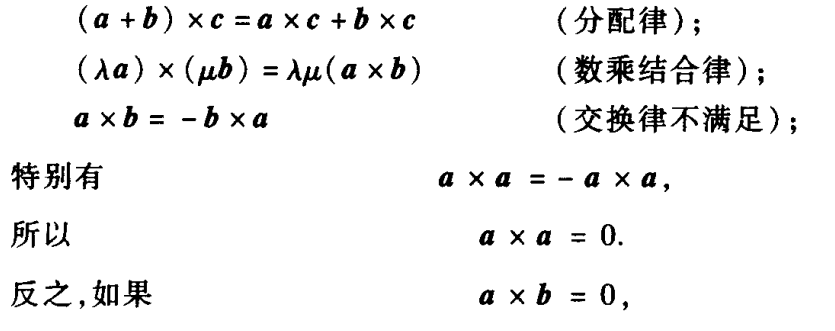 (a + b) × c = a × c + b × c (分配律);
(λa) × (μb) = λμ(a × b) (数乘结合律);
a × b = - b × a (交换律不满足);
特别有 a × a = - a × a,
所以 a × a = 0.
反之,如果 a × b = 0,